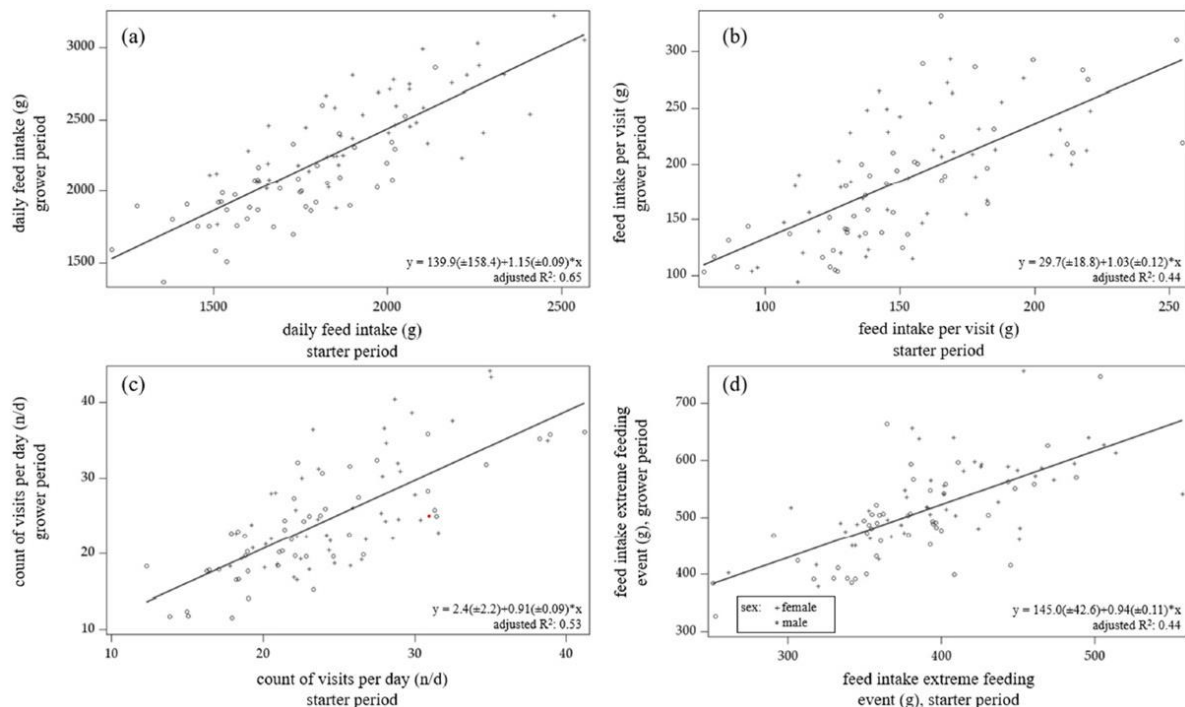 (a)
3000
2500
2000
1500
daily feed intake (g)
grower period
y = 139.9(±158.4)+1.15(±0.09)*x
adjusted R²: 0.65
1500
2000
2500
daily feed intake (g)
starter period
(b)
300
250
200
150
100
feed intake per visit (g)
grower period
y = 29.7(±18.8)+1.03(±0.12)*x
adjusted R²: 0.44
100
150
200
250
feed intake per visit (g)
starter period
(c)
40
30
20
10
count of visits per day (n/d)
grower period
y = 2.4(±2.2)+0.91(±0.09)*x
adjusted R²: 0.53
10
20
30
40
count of visits per day (n/d)
starter period
(d)
700
600
500
400
300
feed intake extreme feeding
event (g), grower period
sex: + female
* male
y = 145.0(±42.6)+0.94(±0.11)*x
adjusted R²: 0.44
300
400
500
feed intake extreme feeding
event (g), starter period